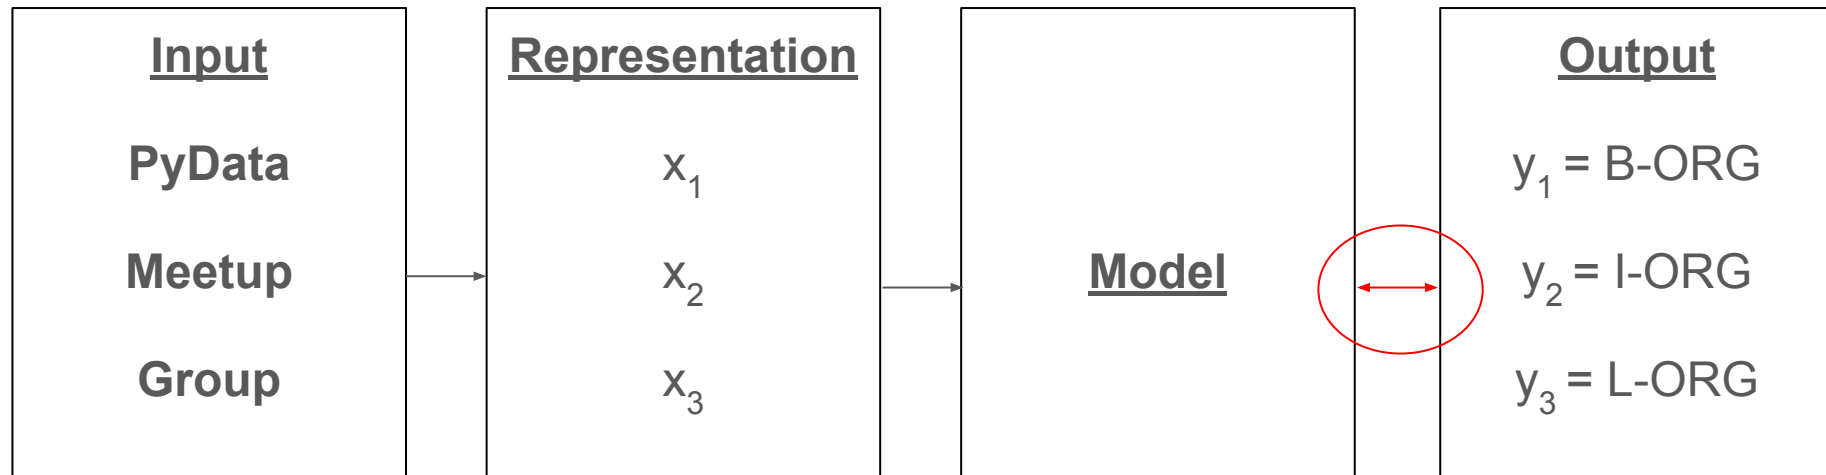 Input
PyData
Meetup
Group
Representation
x₁
x₂
x₃
Model
Output
y₁ = B-ORG
y₂ = I-ORG
y₃ = L-ORG